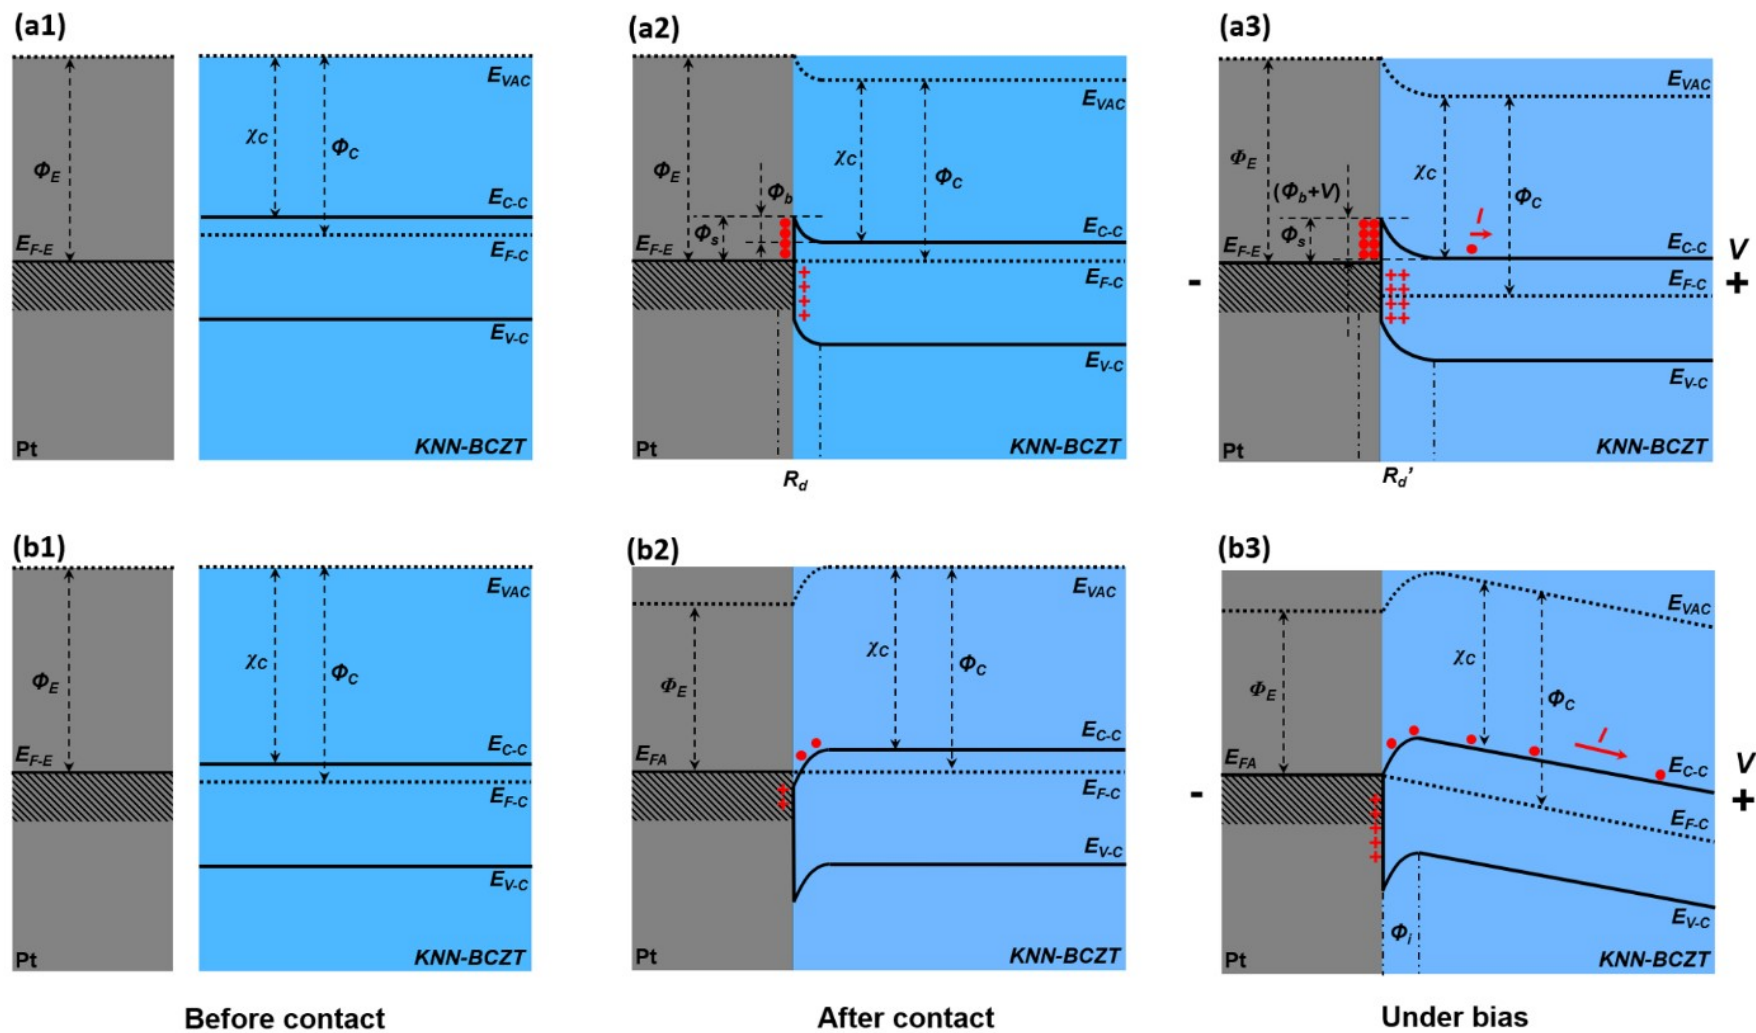 (a1)
E_VAC
χ_C
Φ_C
Φ_E
E_C-C
E_F-E
E_F-C
E_V-C
Pt
KNN-BCZT
(a2)
E_VAC
χ_C
Φ_E
Φ_b
Φ_C
Φ_s
E_C-C
E_F-E
E_F-C
++++
E_V-C
Pt
KNN-BCZT
R_d
(a3)
E_VAC
Φ_E
χ_C
(Φ_b+V)
Φ_C
I
Φ_s
E_F-E
E_C-C
V
-
E_F-C
+
++++++++
E_V-C
Pt
KNN-BCZT
R_d'
(b1)
E_VAC
χ_C
Φ_C
Φ_E
E_C-C
E_F-E
E_F-C
E_V-C
Pt
KNN-BCZT
(b2)
E_VAC
χ_C
Φ_C
Φ_E
E_C-C
E_FA
E_F-C
++
E_V-C
Pt
KNN-BCZT
(b3)
E_VAC
χ_C
Φ_E
Φ_C
I
E_FA
E_C-C
V
-
+
E_F-C
+++++
E_V-C
Φ_i
Pt
KNN-BCZT
Before contact
After contact
Under bias